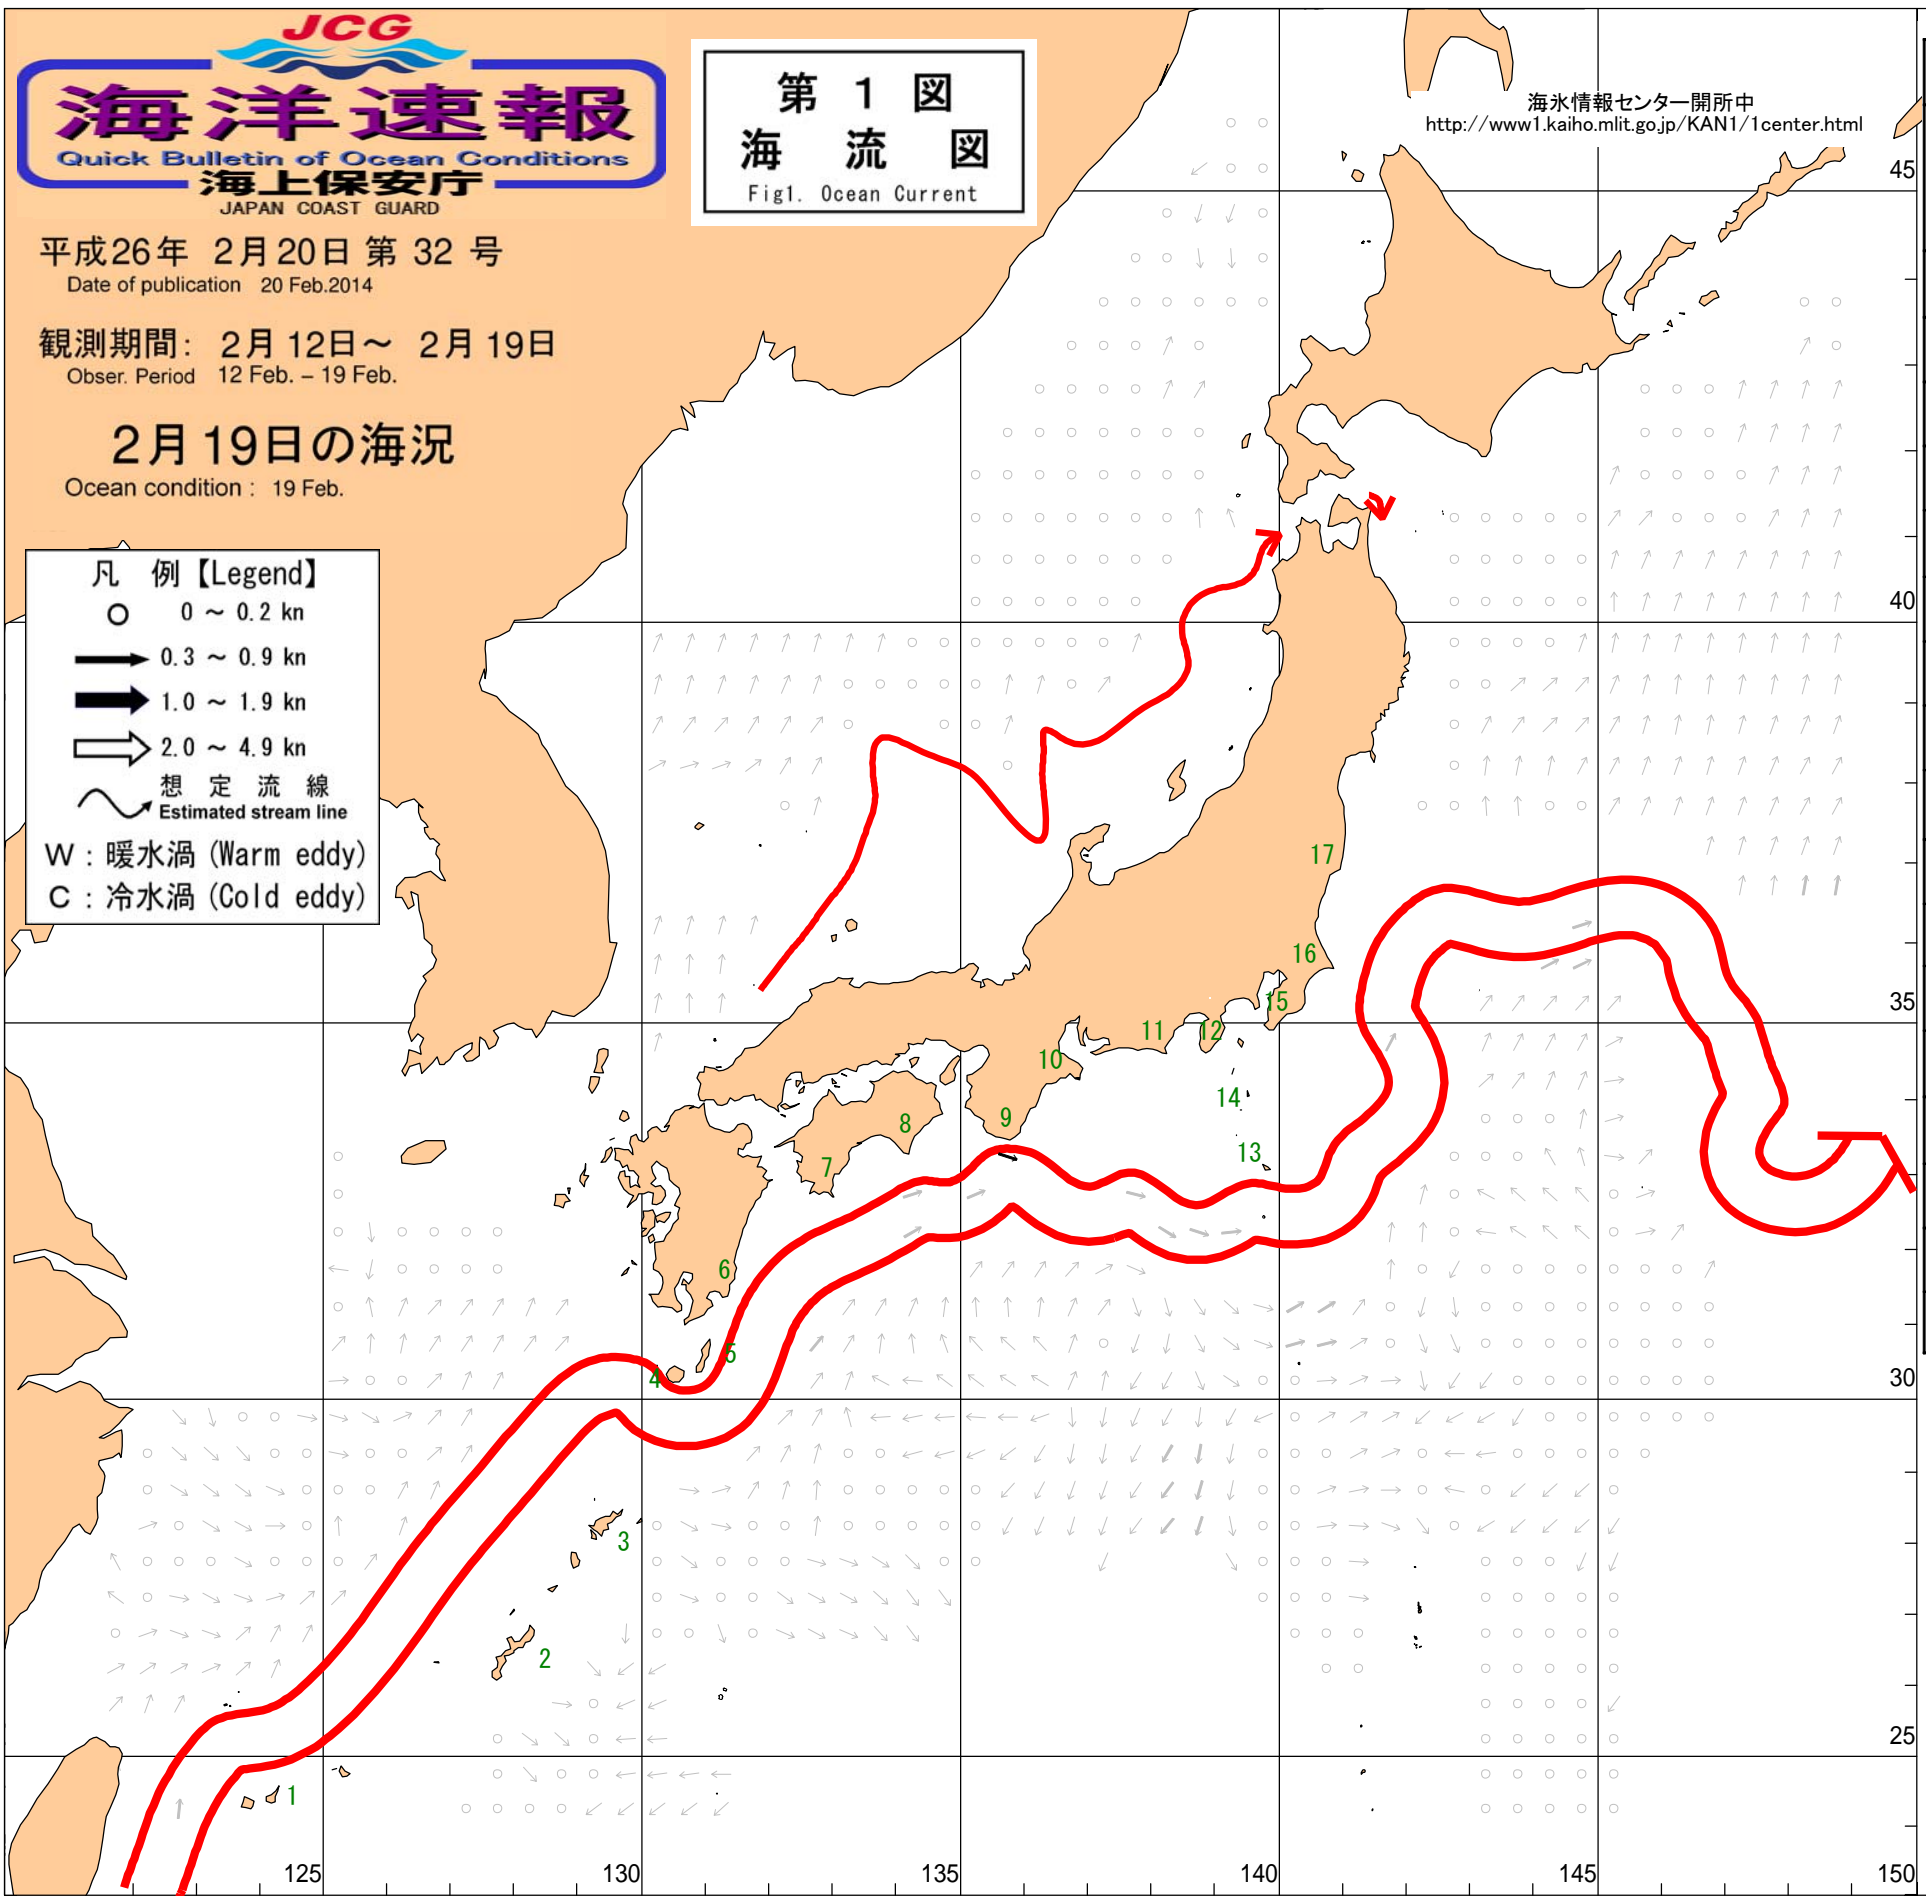 JCG
海洋速報
Quick Bulletin of Ocean Conditions
海上保安庁
JAPAN COAST GUARD
第 1 図
海 流 図
Fig1. Ocean Current
海氷情報センター開所中
http://www1.kaiho.mlit.go.jp/KAN1/1center.html
平成26年 2月20日 第 32 号
Date of publication 20 Feb.2014
観測期間: 2月 12日～ 2月 19日
Obser. Period 12 Feb. – 19 Feb.
2月19日の海況
Ocean condition : 19 Feb.
凡 例【Legend】
0 ～ 0.2 kn
0.3 ～ 0.9 kn
1.0 ～ 1.9 kn
2.0 ～ 4.9 kn
想 定 流 線
Estimated stream line
W : 暖水渦 (Warm eddy)
C : 冷水渦 (Cold eddy)
45
40
17
16
15
35
11
12
10
14
9
8
13
7
6
5
4
30
3
2
25
1
125
130
135
140
145
150